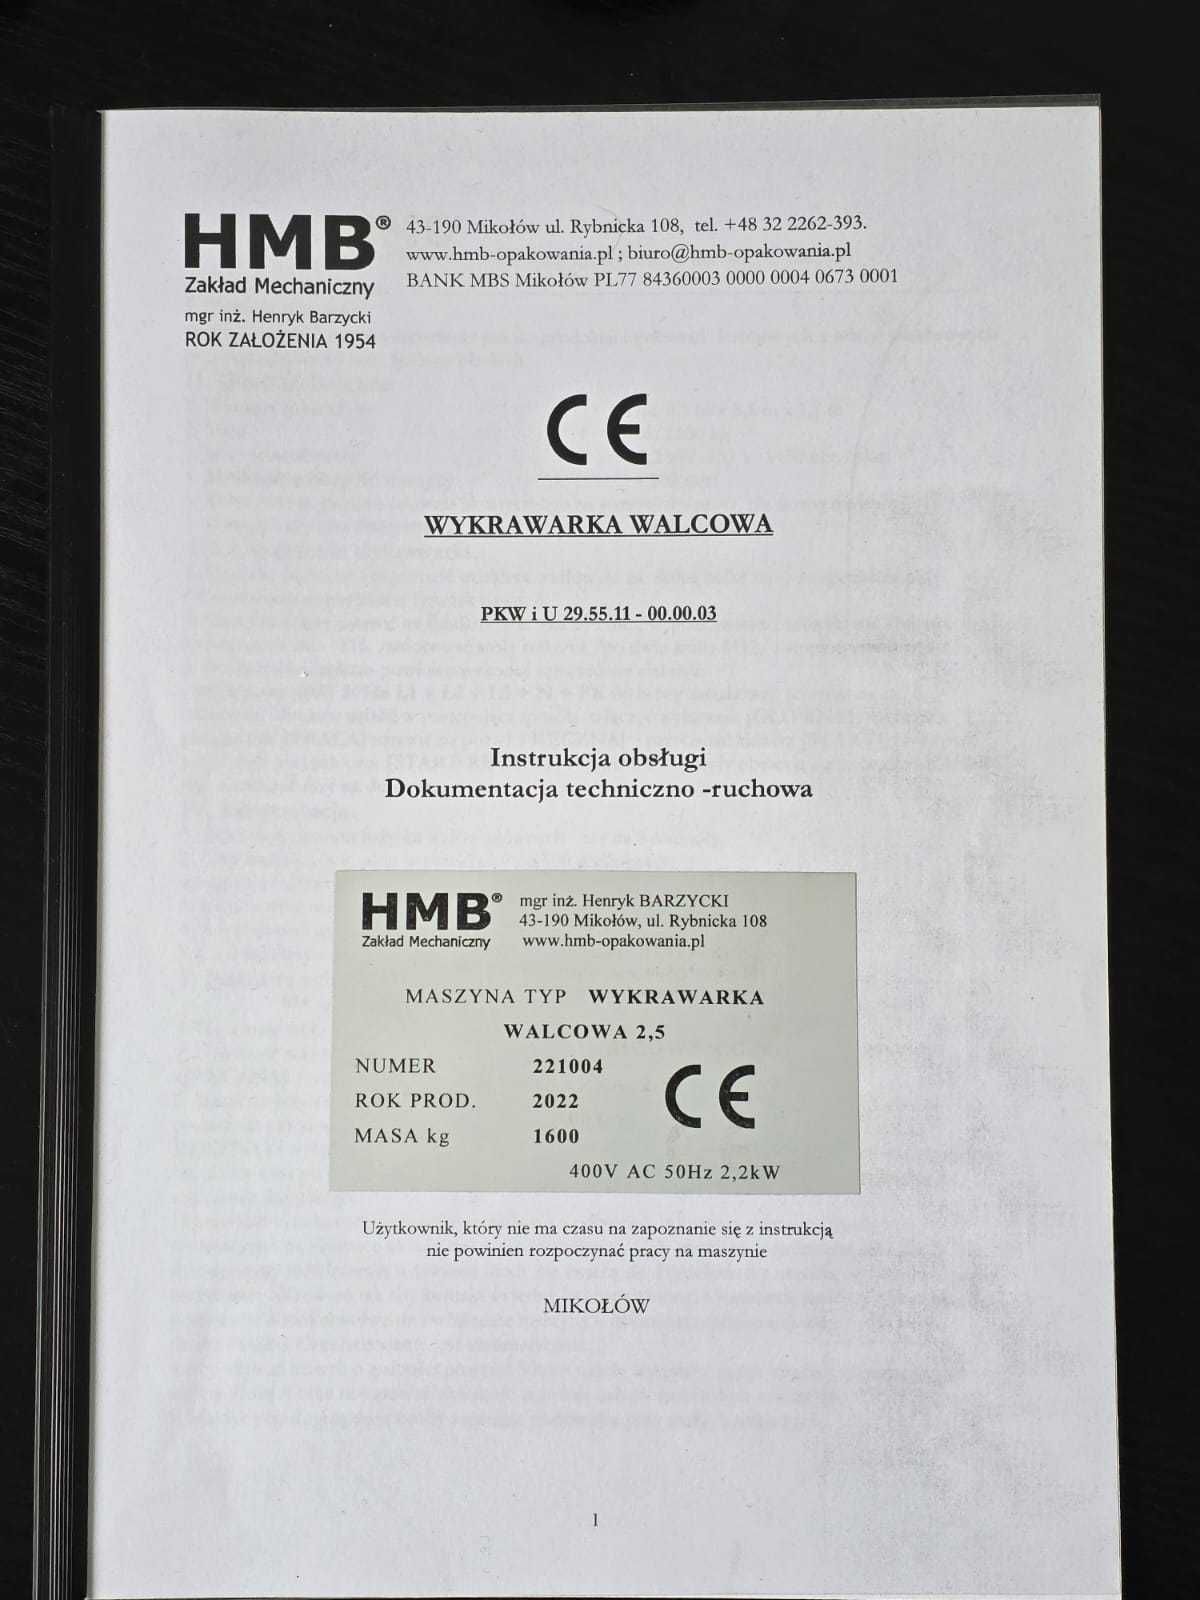 HMB®
Zakład Mechaniczny
mgr inż. Henryk Barzycki
ROK ZAŁOŻENIA 1954
43-190 Mikołów ul. Rybnicka 108, tel. +48 32 2262-393.
www.hmb-opakowania.pl ; biuro@hmb-opakowania.pl
BANK MBS Mikołów PL77 84360003 0000 0004 0673 0001
CE
WYKRAWARKA WALCOWA
PKW i U 29.55.11 - 00.00.03
Instrukcja obsługi
Dokumentacja techniczno -ruchowa
HMB®
Zakład Mechaniczny
mgr inż. Henryk BARZYCKI
43-190 Mikołów, ul. Rybnicka 108
www.hmb-opakowania.pl
MASZYNA TYP WYKRAWARKA
WALCOWA 2,5
NUMER 221004
ROK PROD. 2022
MASA kg 1600
CE
400V AC 50Hz 2,2kW
Użytkownik, który nie ma czasu na zapoznanie się z instrukcją
nie powinien rozpoczynać pracy na maszynie
MIKOŁÓW
1